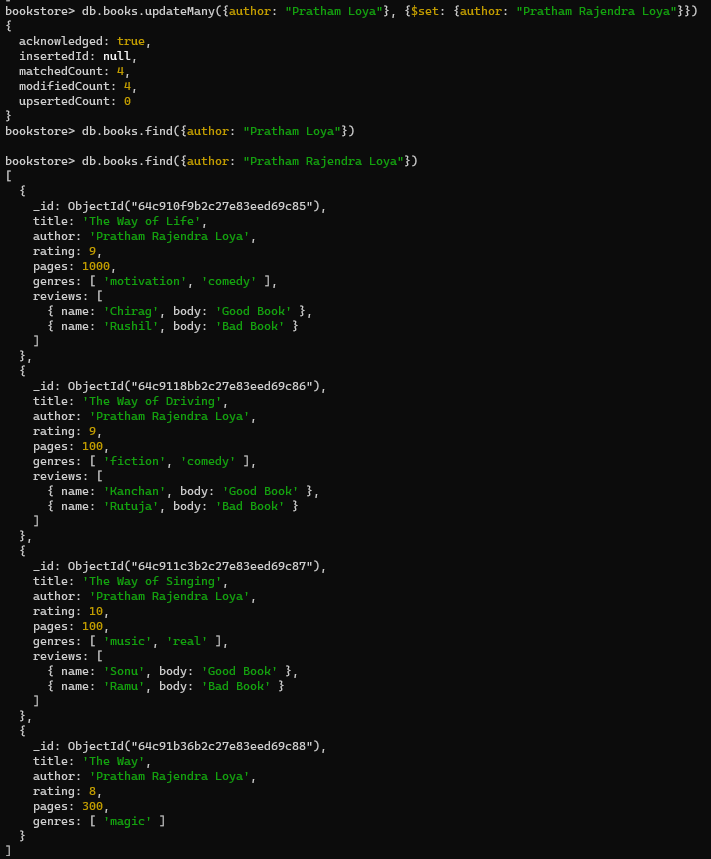 bookstore> db.books.updateMany({author: "Pratham Loya"}, {$set: {author: "Pratham Rajendra Loya"}})
{
  acknowledged: true,
  insertedId: null,
  matchedCount: 4,
  modifiedCount: 4,
  upsertedCount: 0
}
bookstore> db.books.find({author: "Pratham Loya"})
bookstore> db.books.find({author: "Pratham Rajendra Loya"})
[
  {
    _id: ObjectId("64c910f9b2c27e83eed69c85"),
    title: 'The Way of Life',
    author: 'Pratham Rajendra Loya',
    rating: 9,
    pages: 1000,
    genres: [ 'motivation', 'comedy' ],
    reviews: [
      { name: 'Chirag', body: 'Good Book' },
      { name: 'Rushil', body: 'Bad Book' }
    ]
  },
  {
    _id: ObjectId("64c9118bb2c27e83eed69c86"),
    title: 'The Way of Driving',
    author: 'Pratham Rajendra Loya',
    rating: 9,
    pages: 100,
    genres: [ 'fiction', 'comedy' ],
    reviews: [
      { name: 'Kanchan', body: 'Good Book' },
      { name: 'Rutuja', body: 'Bad Book' }
    ]
  },
  {
    _id: ObjectId("64c911c3b2c27e83eed69c87"),
    title: 'The Way of Singing',
    author: 'Pratham Rajendra Loya',
    rating: 10,
    pages: 100,
    genres: [ 'music', 'real' ],
    reviews: [
      { name: 'Sonu', body: 'Good Book' },
      { name: 'Ramu', body: 'Bad Book' }
    ]
  },
  {
    _id: ObjectId("64c91b36b2c27e83eed69c88"),
    title: 'The Way',
    author: 'Pratham Rajendra Loya',
    rating: 8,
    pages: 300,
    genres: [ 'magic' ]
  }
]